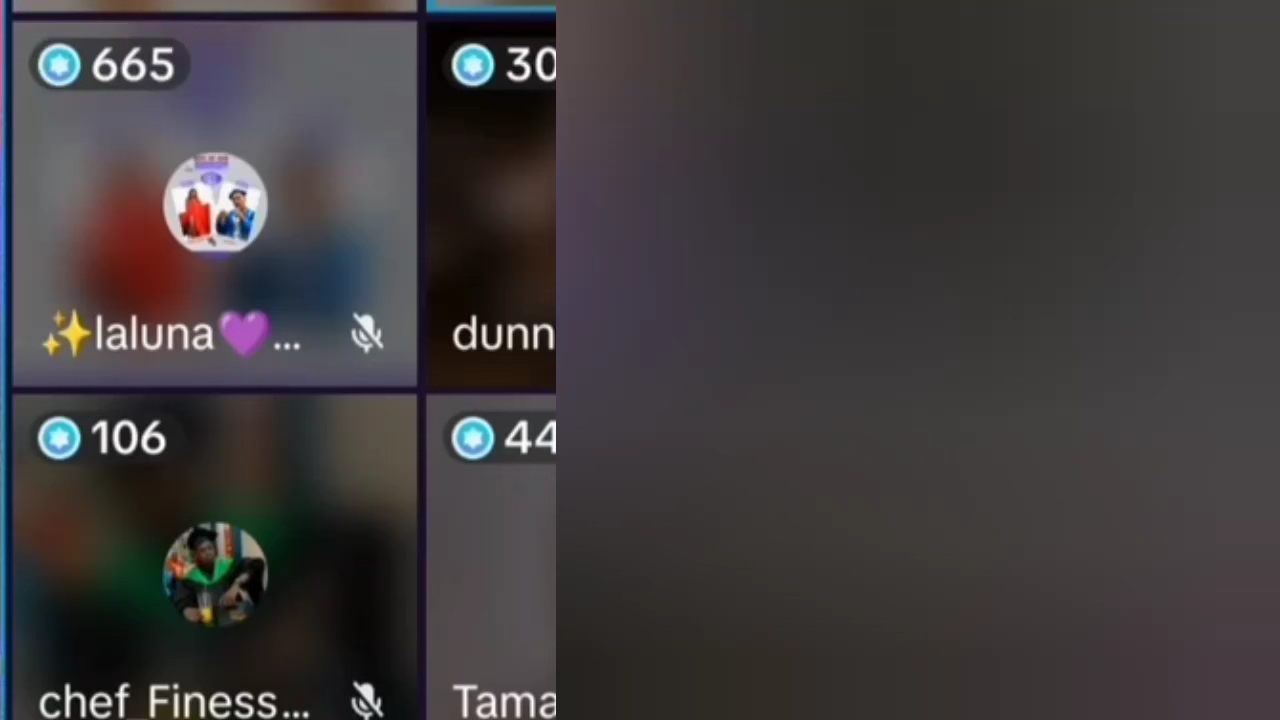 665
30
✨laluna💜...
dunn
106
44
chef_Finess...
Tama